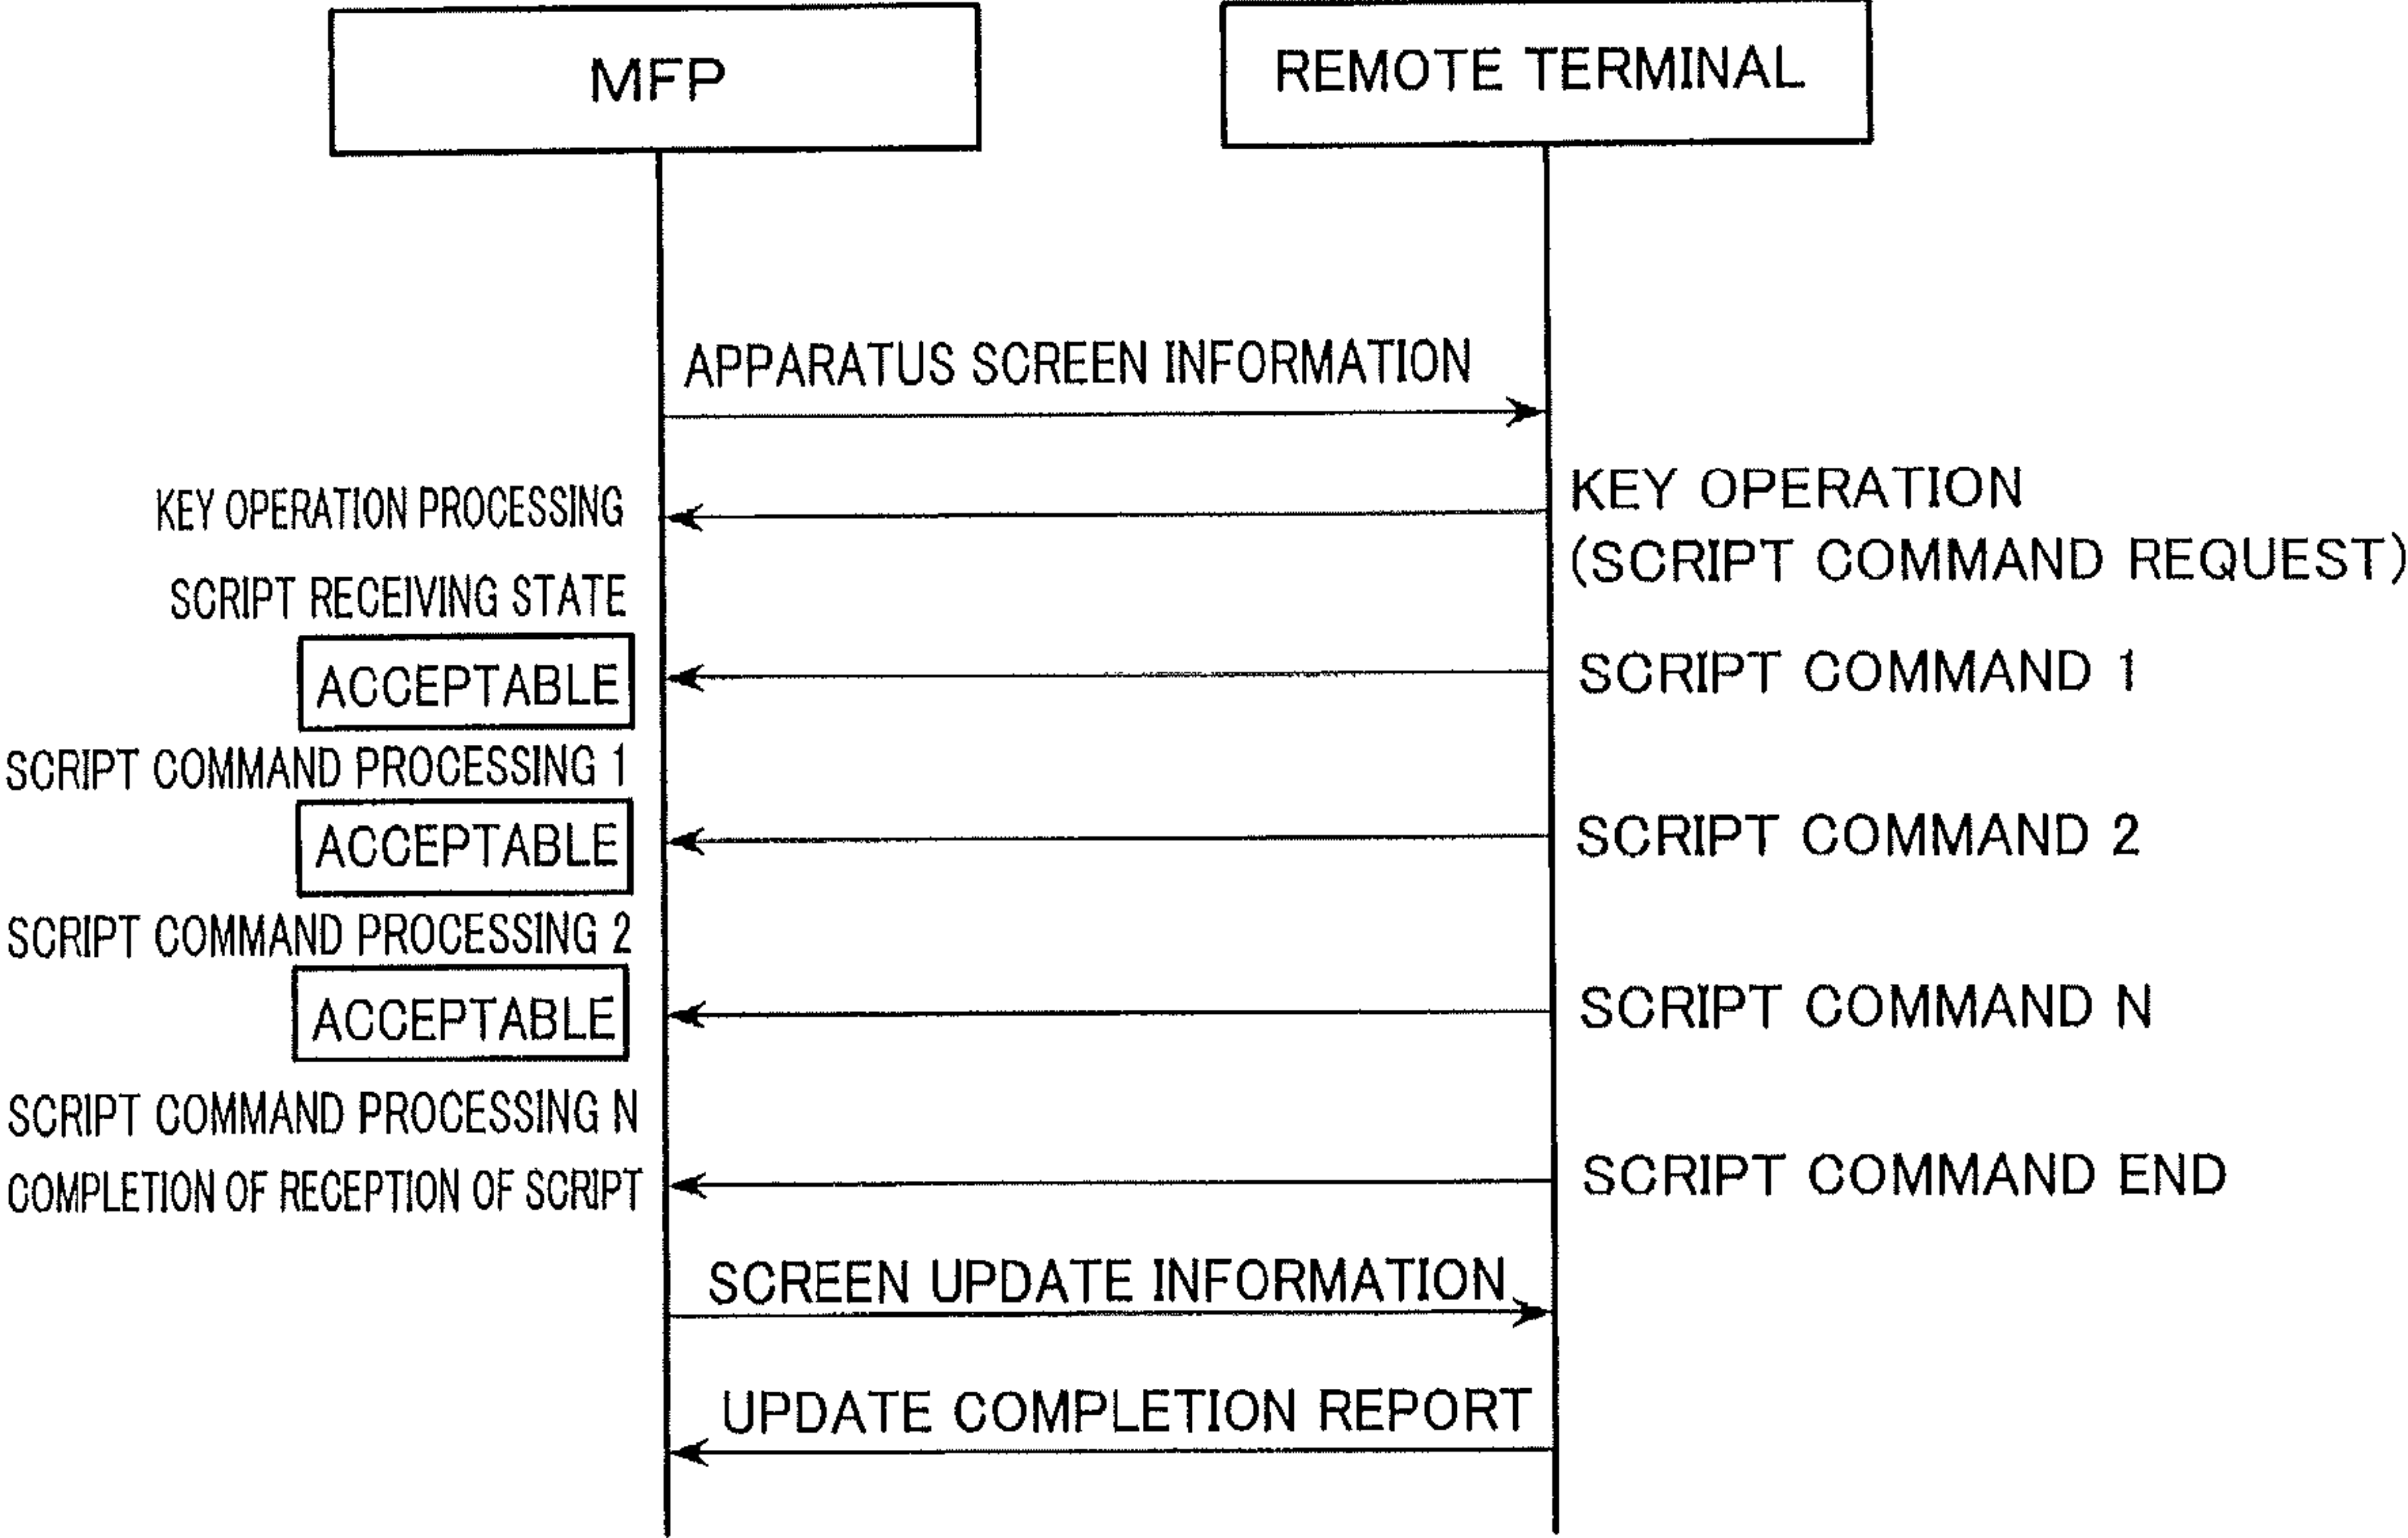 MFP
REMOTE TERMINAL
APPARATUS SCREEN INFORMATION
KEY OPERATION PROCESSING
KEY OPERATION
(SCRIPT COMMAND REQUEST)
SCRIPT RECEIVING STATE
ACCEPTABLE
SCRIPT COMMAND 1
SCRIPT COMMAND PROCESSING 1
ACCEPTABLE
SCRIPT COMMAND 2
SCRIPT COMMAND PROCESSING 2
ACCEPTABLE
SCRIPT COMMAND N
SCRIPT COMMAND PROCESSING N
COMPLETION OF RECEPTION OF SCRIPT
SCRIPT COMMAND END
SCREEN UPDATE INFORMATION
UPDATE COMPLETION REPORT